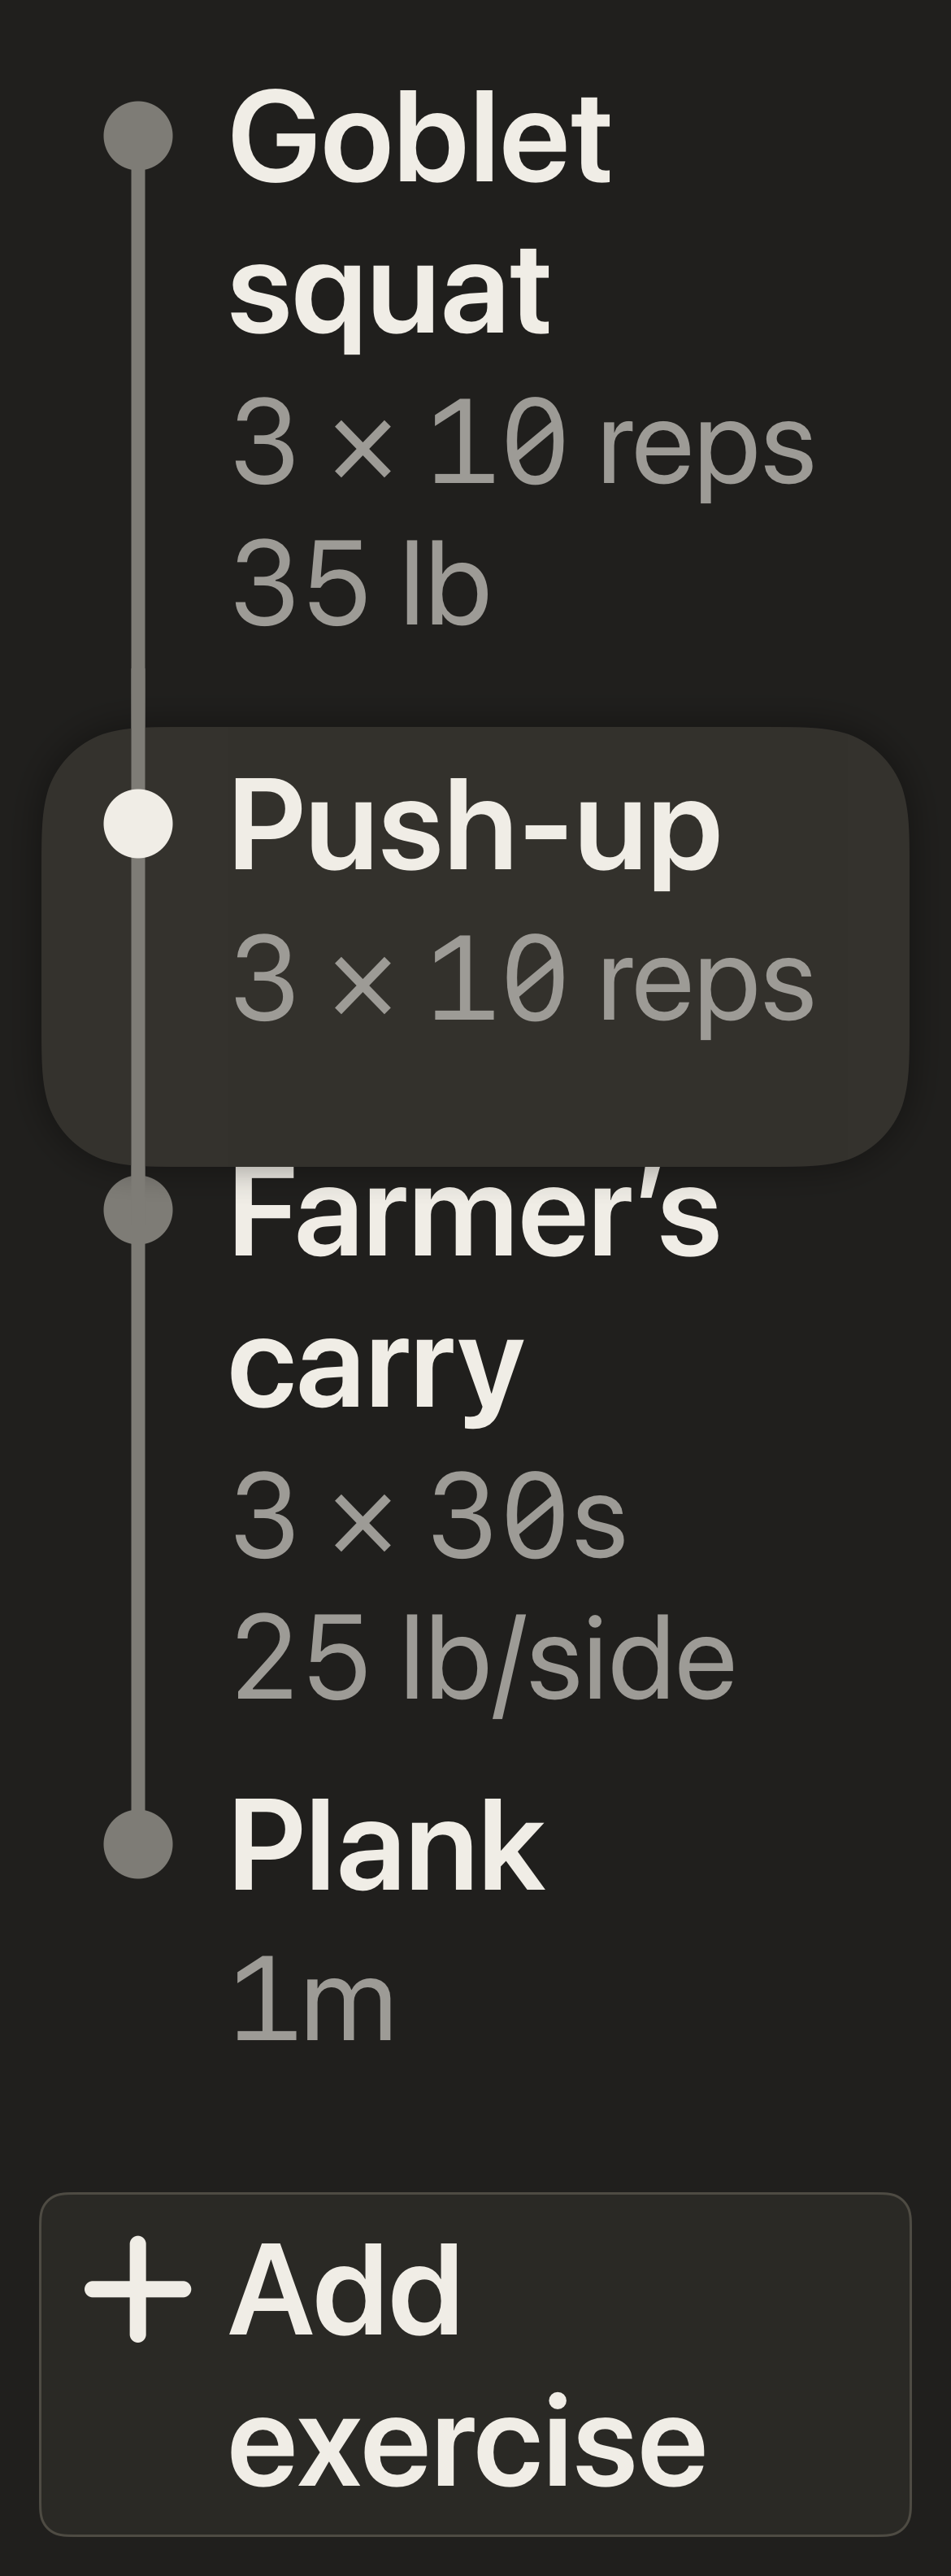 Goblet
squat
3 × 10 reps
35 lb
Push-up
3 × 10 reps
Farmer’s
carry
3 × 30s
25 lb/side
Plank
1m
Add
exercise